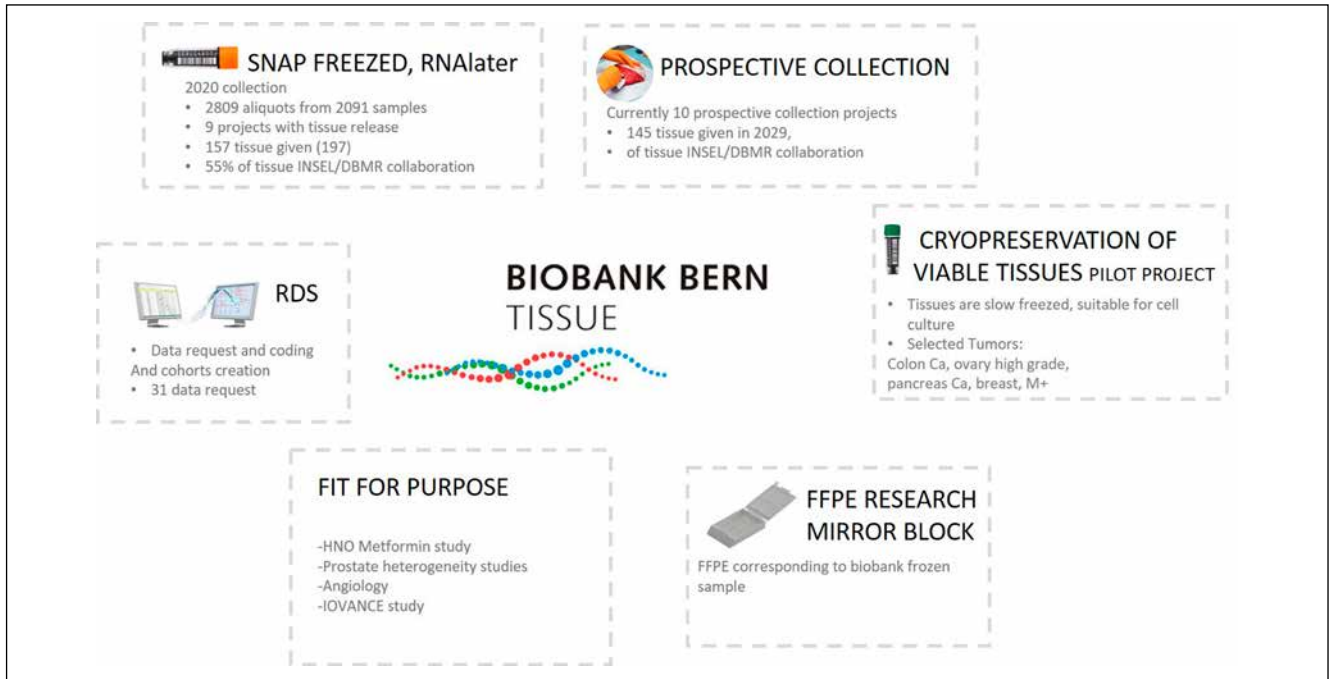 SNAP FREEZED, RNAlater
2020 collection
• 2809 aliquots from 2091 samples
• 9 projects with tissue release
• 157 tissue given (197)
• 55% of tissue INSEL/DBMR collaboration
PROSPECTIVE COLLECTION
Currently 10 prospective collection projects
• 145 tissue given in 2029,
• of tissue INSEL/DBMR collaboration
RDS
• Data request and coding
And cohorts creation
• 31 data request
BIOBANK BERN
TISSUE
CRYOPRESERVATION OF
VIABLE TISSUES PILOT PROJECT
• Tissues are slow freezed, suitable for cell
culture
• Selected Tumors:
Colon Ca, ovary high grade,
pancreas Ca, breast, M+
FIT FOR PURPOSE
-HNO Metformin study
-Prostate heterogeneity studies
-Angiology
-IOVANCE study
FFPE RESEARCH
MIRROR BLOCK
FFPE corresponding to biobank frozen
sample